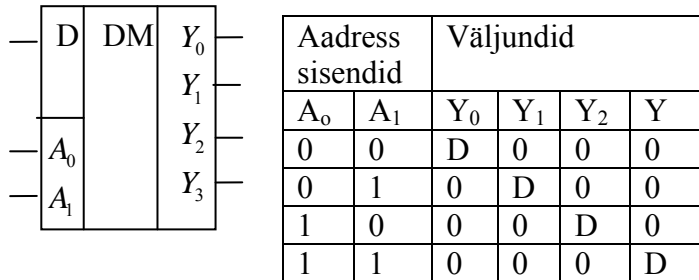 D DM Y₀
Y₁
A₀ Y₂
A₁ Y₃
Aadress Väljundid
sisendid
Aₒ A₁ Y₀ Y₁ Y₂ Y
0 0 D 0 0 0
0 1 0 D 0 0
1 0 0 0 D 0
1 1 0 0 0 D